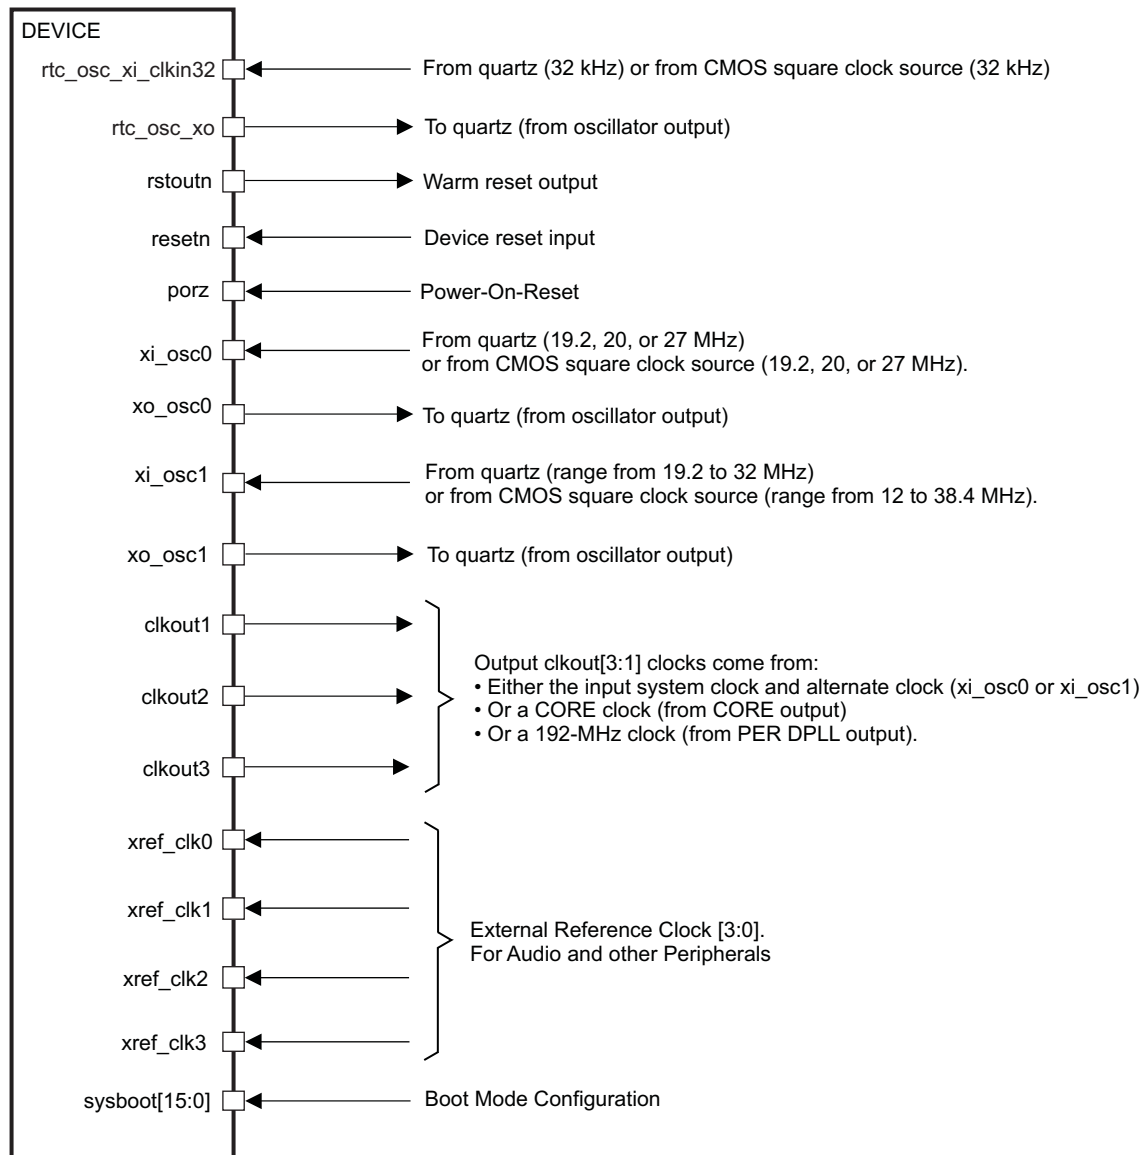 DEVICE
rtc_osc_xi_clkin32
From quartz (32 kHz) or from CMOS square clock source (32 kHz)
rtc_osc_xo
To quartz (from oscillator output)
rstoutn
Warm reset output
resetn
Device reset input
porz
Power-On-Reset
xi_osc0
From quartz (19.2, 20, or 27 MHz)
or from CMOS square clock source (19.2, 20, or 27 MHz).
xo_osc0
To quartz (from oscillator output)
xi_osc1
From quartz (range from 19.2 to 32 MHz)
or from CMOS square clock source (range from 12 to 38.4 MHz).
xo_osc1
To quartz (from oscillator output)
clkout1
clkout2
clkout3
Output clkout[3:1] clocks come from:
• Either the input system clock and alternate clock (xi_osc0 or xi_osc1)
• Or a CORE clock (from CORE output)
• Or a 192-MHz clock (from PER DPLL output).
xref_clk0
xref_clk1
xref_clk2
xref_clk3
External Reference Clock [3:0].
For Audio and other Peripherals
sysboot[15:0]
Boot Mode Configuration